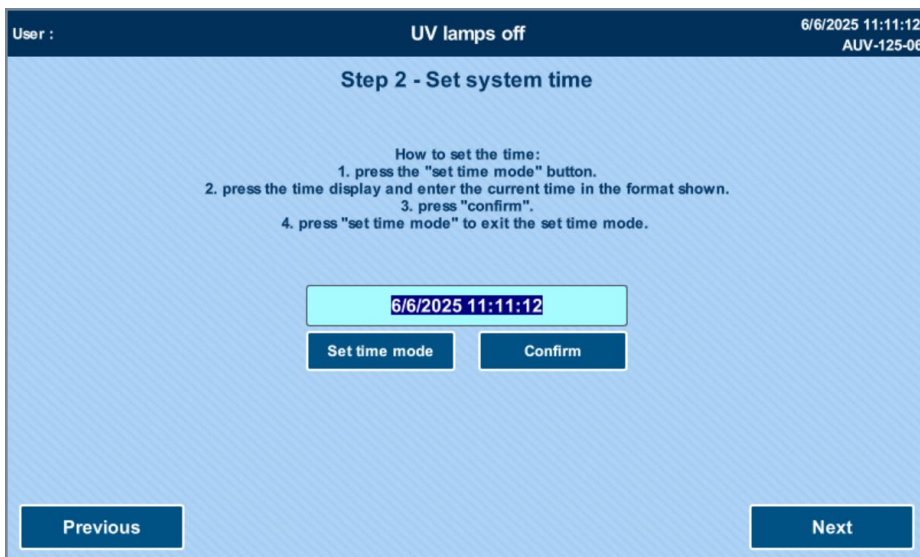 User :
UV lamps off
6/6/2025 11:11:12
AUV-125-06
Step 2 - Set system time
How to set the time:
1. press the "set time mode" button.
2. press the time display and enter the current time in the format shown.
3. press "confirm".
4. press "set time mode" to exit the set time mode.
6/6/2025 11:11:12
Set time mode
Confirm
Previous
Next